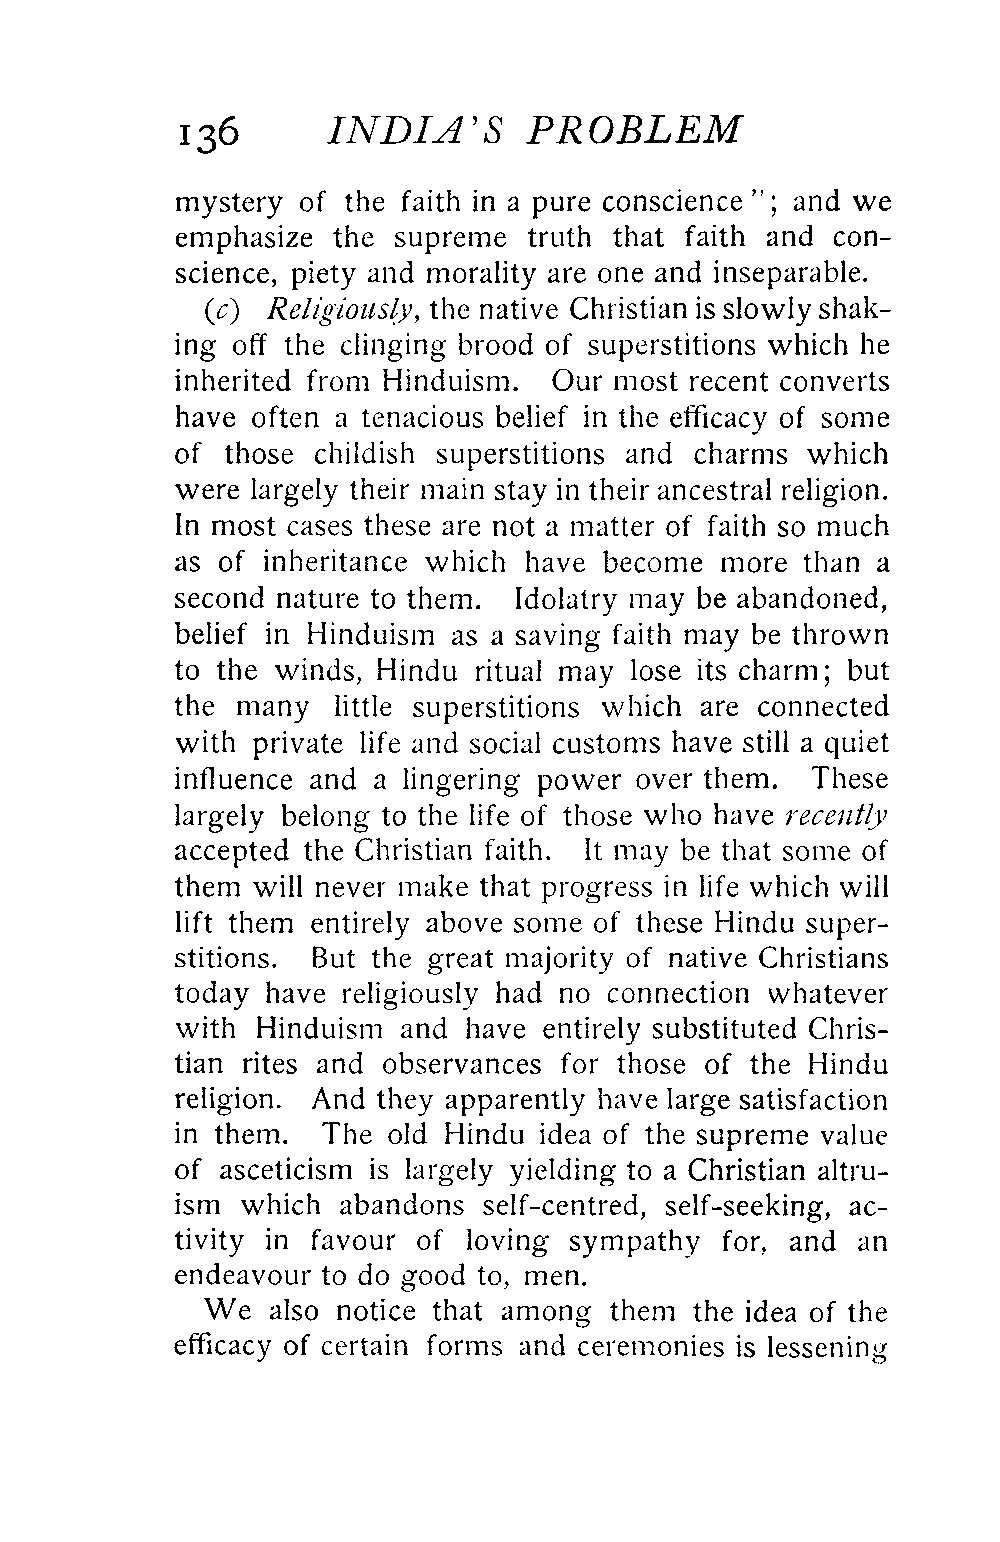 136 INDIA'S PROBLEM
mystery of the faith in a pure conscience"; and we
emphasize the supreme truth that faith and con-
science, piety and morality are one and inseparable.
(c) Religiously, the native Christian is slowly shak-
ing off the clinging brood of superstitions which he
inherited from Hinduism. Our most recent converts
have often a tenacious belief in the efficacy of some
of those childish superstitions and charms which
were largely their main stay in their ancestral religion.
In most cases these are not a matter of faith so much
as of inheritance which have become more than a
second nature to them. Idolatry may be abandoned,
belief in Hinduism as a saving faith may be thrown
to the winds, Hindu ritual may lose its charm; but
the many little superstitions which are connected
with private life and social customs have still a quiet
influence and a lingering power over them. These
largely belong to the life of those who have recently
accepted the Christian faith. It may be that some of
them will never make that progress in life which will
lift them entirely above some of these Hindu super-
stitions. But the great majority of native Christians
today have religiously had no connection whatever
with Hinduism and have entirely substituted Chris-
tian rites and observances for those of the Hindu
religion. And they apparently have large satisfaction
in them. The old Hindu idea of the supreme value
of asceticism is largely yielding to a Christian altru-
ism which abandons self-centred, self-seeking, ac-
tivity in favour of loving sympathy for, and an
endeavour to do good to, men.
We also notice that among them the idea of the
efficacy of certain forms and ceremonies is lessening